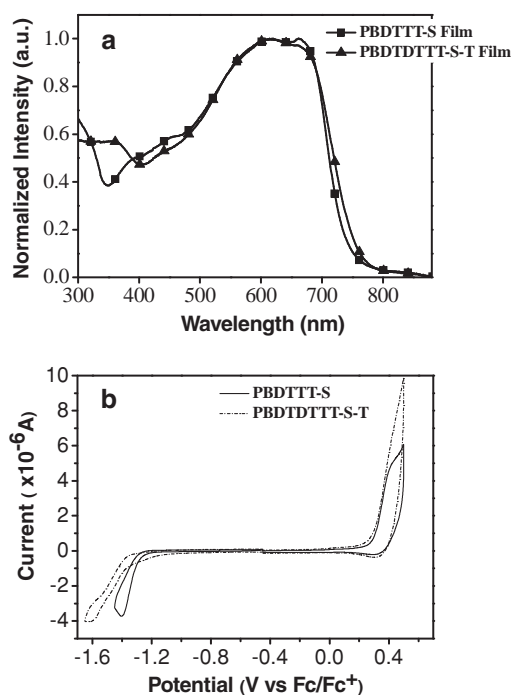 a
PBDTTT-S Film
PBDTDTTT-S-T Film
1.0
0.8
0.6
0.4
0.2
0.0
Normalized Intensity (a.u.)
300 400 500 600 700 800
Wavelength (nm)
b
PBDTTT-S
PBDTDTTT-S-T
10
8
6
4
2
0
-2
-4
Current ( x10⁻⁶A)
-1.6 -1.2 -0.8 -0.4 0.0 0.4
Potential (V vs Fc/Fc⁺)